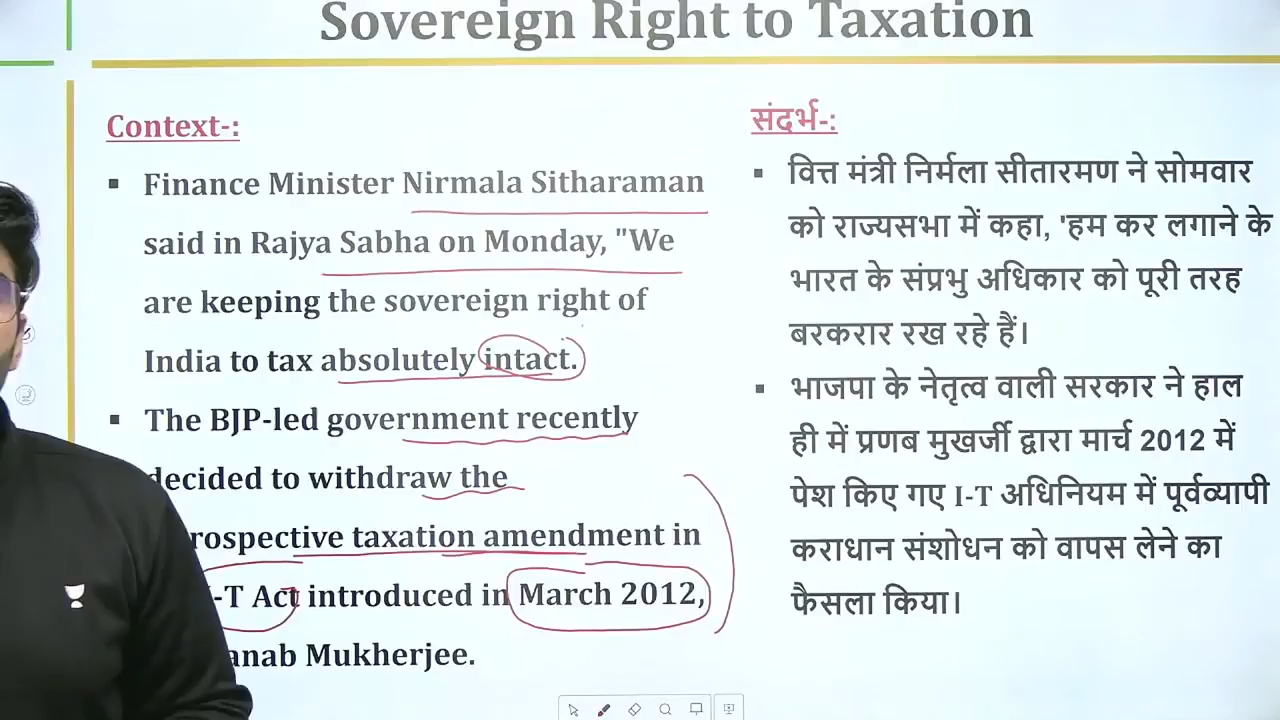 Sovereign Right to Taxation
Context-:
▪ Finance Minister Nirmala Sitharaman
said in Rajya Sabha on Monday, "We
are keeping the sovereign right of
India to tax absolutely intact.
▪ The BJP-led government recently
decided to withdraw the
rospective taxation amendment in
-T Act introduced in March 2012,
anab Mukherjee.
संदर्भ-:
▪ वित्त मंत्री निर्मला सीतारमण ने सोमवार
को राज्यसभा में कहा, 'हम कर लगाने के
भारत के संप्रभु अधिकार को पूरी तरह
बरकरार रख रहे हैं।
▪ भाजपा के नेतृत्व वाली सरकार ने हाल
ही में प्रणब मुखर्जी द्वारा मार्च 2012 में
पेश किए गए I-T अधिनियम में पूर्वव्यापी
कराधान संशोधन को वापस लेने का
फैसला किया।